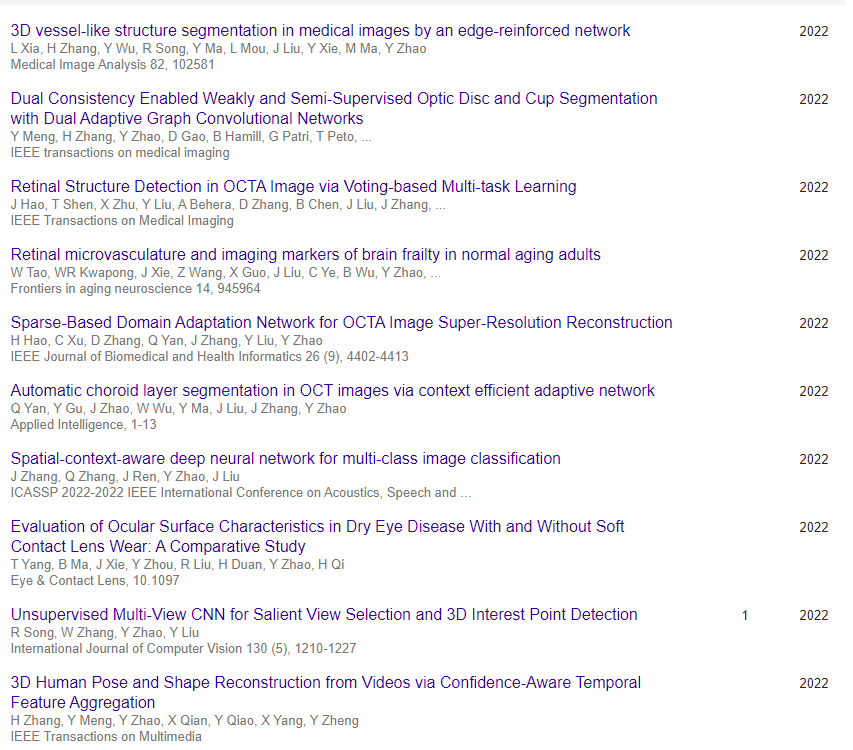 3D vessel-like structure segmentation in medical images by an edge-reinforced network 2022
L Xia, H Zhang, Y Wu, R Song, Y Ma, L Mou, J Liu, Y Xie, M Ma, Y Zhao
Medical Image Analysis 82, 102581
Dual Consistency Enabled Weakly and Semi-Supervised Optic Disc and Cup Segmentation 2022
with Dual Adaptive Graph Convolutional Networks
Y Meng, H Zhang, Y Zhao, D Gao, B Hamill, G Patri, T Peto, ...
IEEE transactions on medical imaging
Retinal Structure Detection in OCTA Image via Voting-based Multi-task Learning 2022
J Hao, T Shen, X Zhu, Y Liu, A Behera, D Zhang, B Chen, J Liu, J Zhang, ...
IEEE Transactions on Medical Imaging
Retinal microvasculature and imaging markers of brain frailty in normal aging adults 2022
W Tao, WR Kwapong, J Xie, Z Wang, X Guo, J Liu, C Ye, B Wu, Y Zhao, ...
Frontiers in aging neuroscience 14, 945964
Sparse-Based Domain Adaptation Network for OCTA Image Super-Resolution Reconstruction 2022
H Hao, C Xu, D Zhang, Q Yan, J Zhang, Y Liu, Y Zhao
IEEE Journal of Biomedical and Health Informatics 26 (9), 4402-4413
Automatic choroid layer segmentation in OCT images via context efficient adaptive network 2022
Q Yan, Y Gu, J Zhao, W Wu, Y Ma, J Liu, J Zhang, Y Zhao
Applied Intelligence, 1-13
Spatial-context-aware deep neural network for multi-class image classification 2022
J Zhang, Q Zhang, J Ren, Y Zhao, J Liu
ICASSP 2022-2022 IEEE International Conference on Acoustics, Speech and ...
Evaluation of Ocular Surface Characteristics in Dry Eye Disease With and Without Soft 2022
Contact Lens Wear: A Comparative Study
T Yang, B Ma, J Xie, Y Zhou, R Liu, H Duan, Y Zhao, H Qi
Eye & Contact Lens, 10.1097
Unsupervised Multi-View CNN for Salient View Selection and 3D Interest Point Detection 1 2022
R Song, W Zhang, Y Zhao, Y Liu
International Journal of Computer Vision 130 (5), 1210-1227
3D Human Pose and Shape Reconstruction from Videos via Confidence-Aware Temporal 2022
Feature Aggregation
H Zhang, Y Meng, Y Zhao, X Qian, Y Qiao, X Yang, Y Zheng
IEEE Transactions on Multimedia